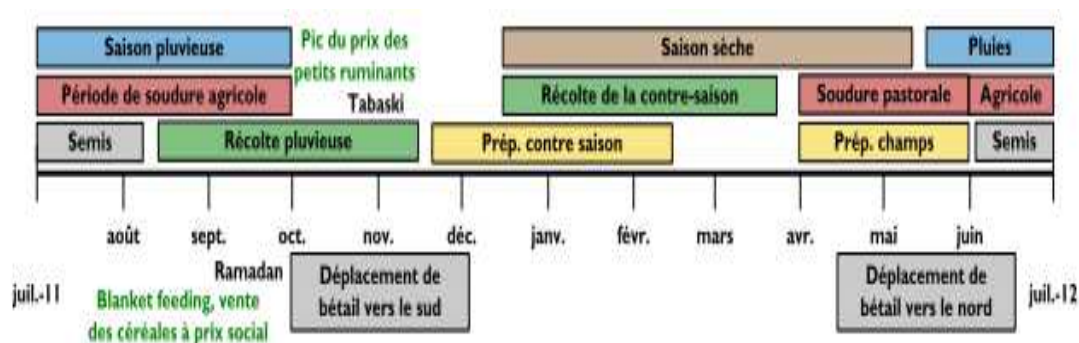 Saison pluvieuse
Pic du prix des
petits ruminants
Tabaski
Saison sèche
Pluies
Période de soudure agricole
Récolte de la contre-saison
Soudure pastorale
Agricole
Semis
Récolte pluvieuse
Prép. contre saison
Prép. champs
Semis
août
sept.
oct.
nov.
déc.
janv.
févr.
mars
avr.
mai
juin
juil.-11
Ramadan
Blanket feeding, vente
des céréales à prix social
Déplacement de
bétail vers le sud
Déplacement de
bétail vers le nord
juil.-12